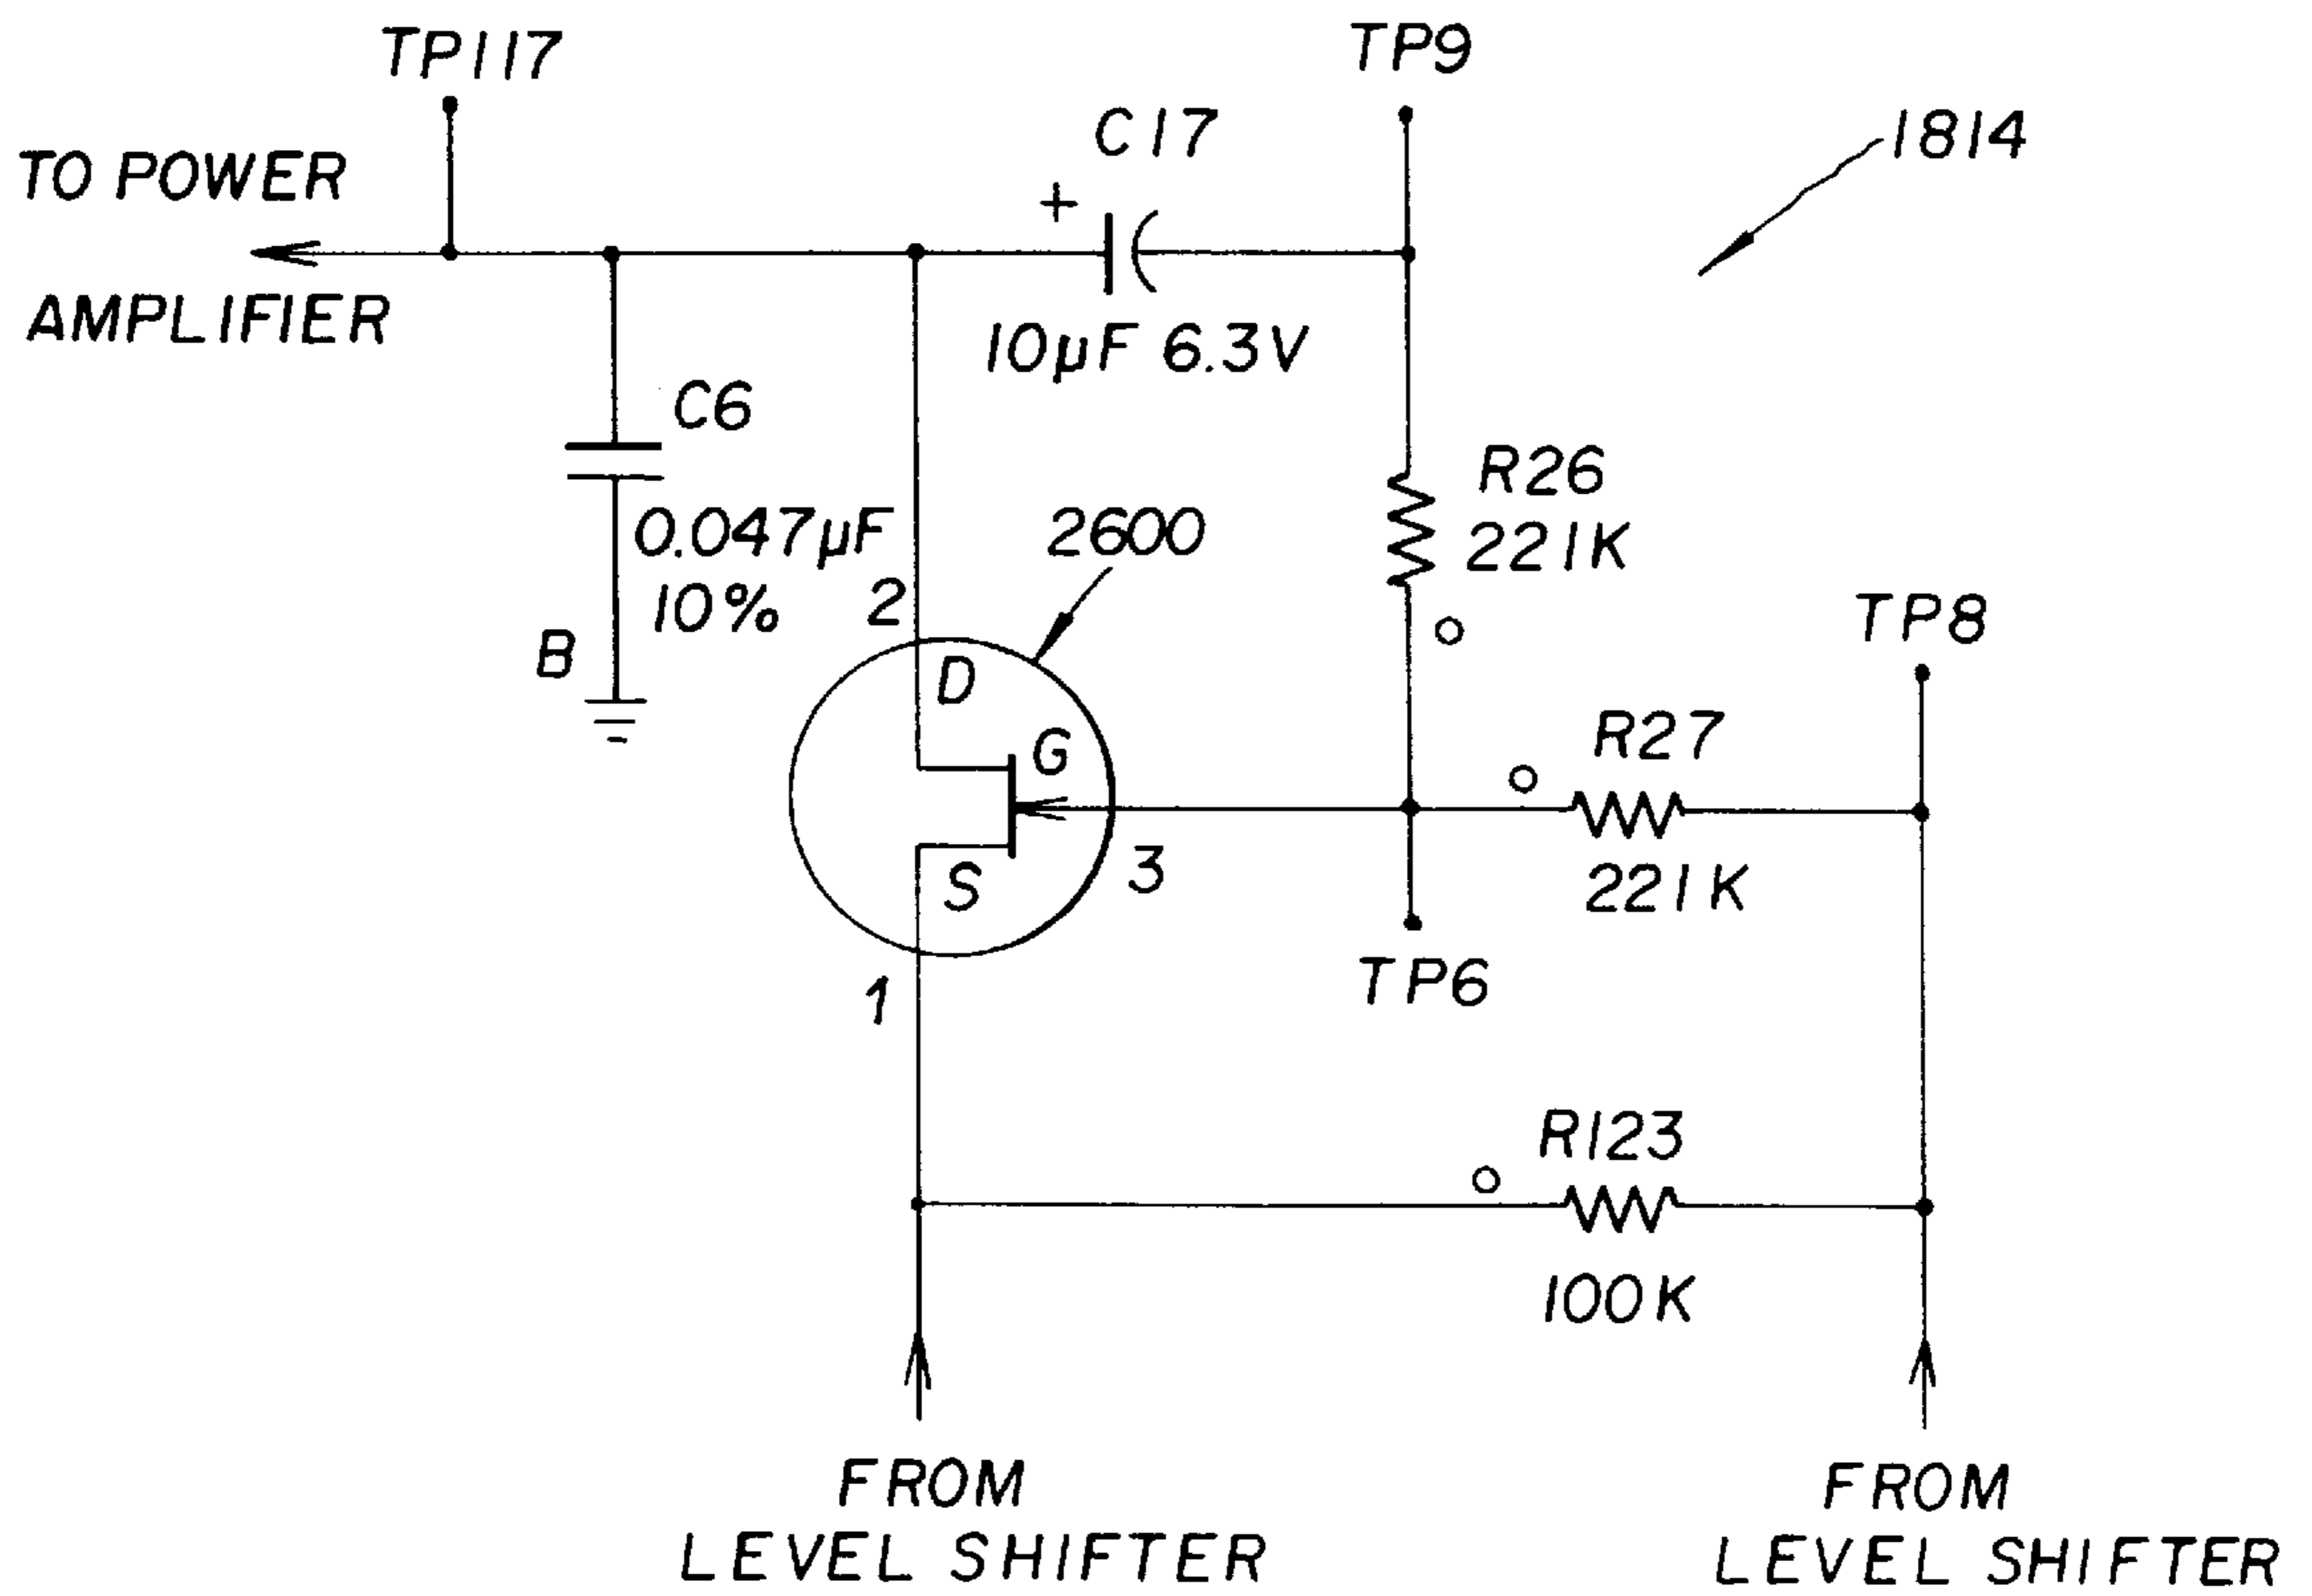 TP117
TP9
C17
1814
TO POWER
+
AMPLIFIER
10µF 6.3V
C6
R26
0.047µF
2600
221K
10%
2
TP8
B
D
R27
G
221K
S
3
TP6
1
R123
100K
FROM
LEVEL SHIFTER
FROM
LEVEL SHIFTER